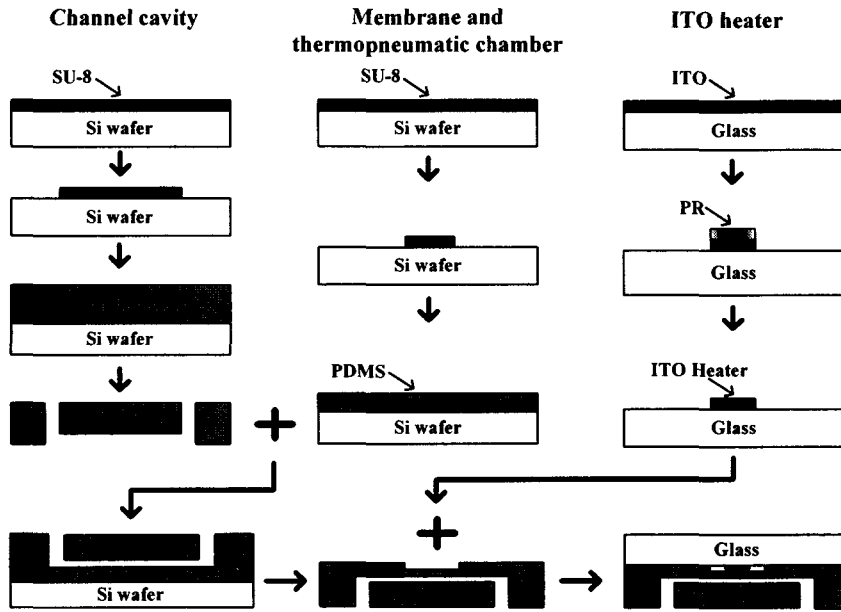 Channel cavity
Membrane and
thermopneumatic chamber
ITO heater
SU-8
Si wafer
Si wafer
Si wafer
SU-8
Si wafer
Si wafer
PDMS
Si wafer
ITO
Glass
PR
Glass
ITO Heater
Glass
Si wafer
Glass